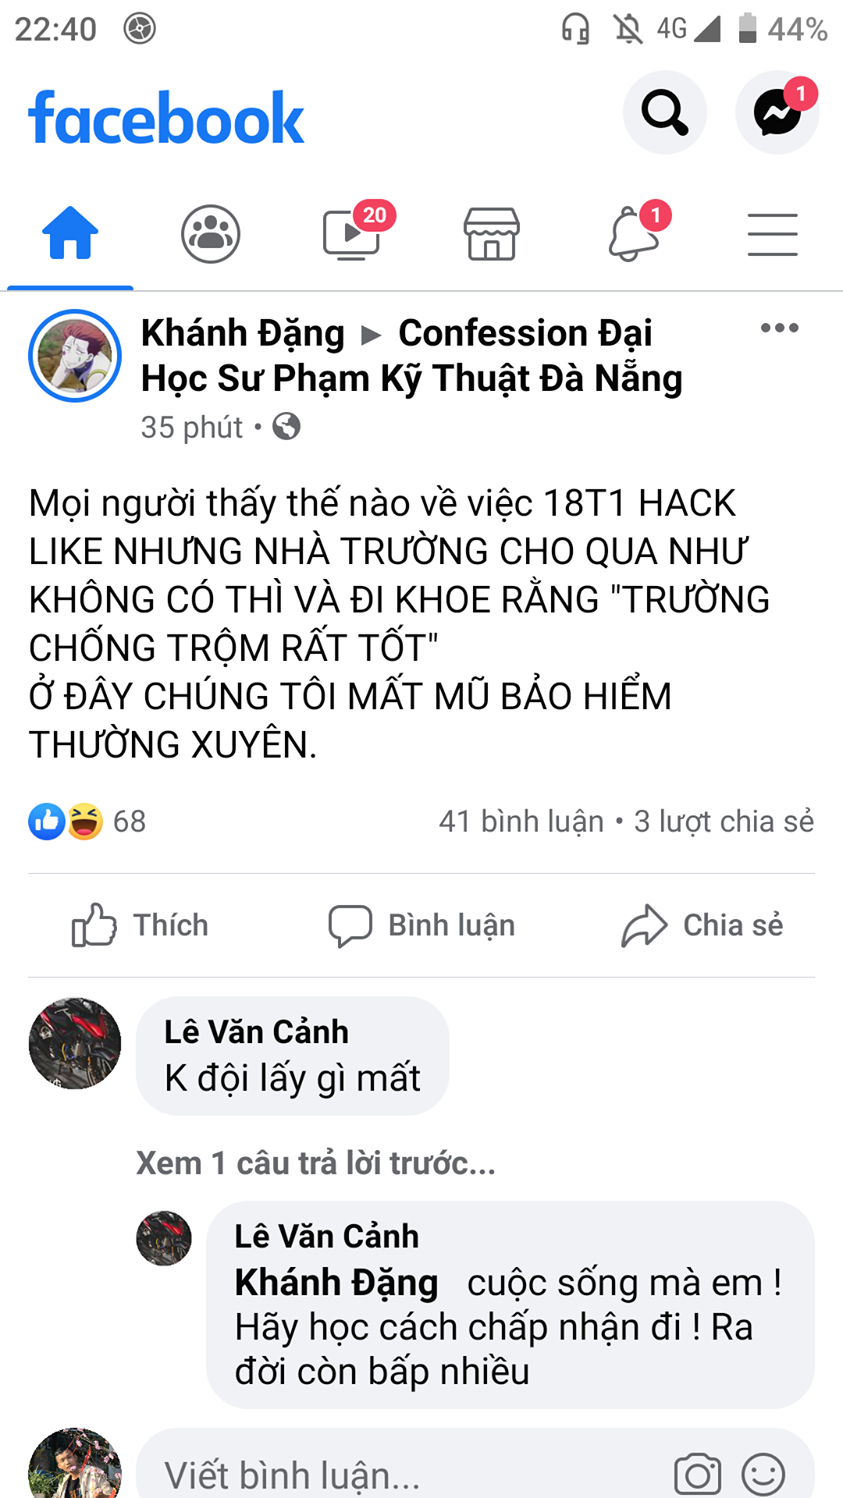 22:40 4G 44%
facebook
1
20 1
Khánh Đặng ► Confession Đại
Học Sư Phạm Kỹ Thuật Đà Nẵng
35 phút •
Mọi người thấy thế nào về việc 18T1 HACK
LIKE NHƯNG NHÀ TRƯỜNG CHO QUA NHƯ
KHÔNG CÓ THÌ VÀ ĐI KHOE RẰNG "TRƯỜNG
CHỐNG TRỘM RẤT TỐT"
Ở ĐÂY CHÚNG TÔI MẤT MŨ BẢO HIỂM
THƯỜNG XUYÊN.
68 41 bình luận • 3 lượt chia sẻ
Thích Bình luận Chia sẻ
Lê Văn Cảnh
K đội lấy gì mất
Xem 1 câu trả lời trước...
Lê Văn Cảnh
Khánh Đặng cuộc sống mà em !
Hãy học cách chấp nhận đi ! Ra
đời còn bấp nhiều
Viết bình luận...